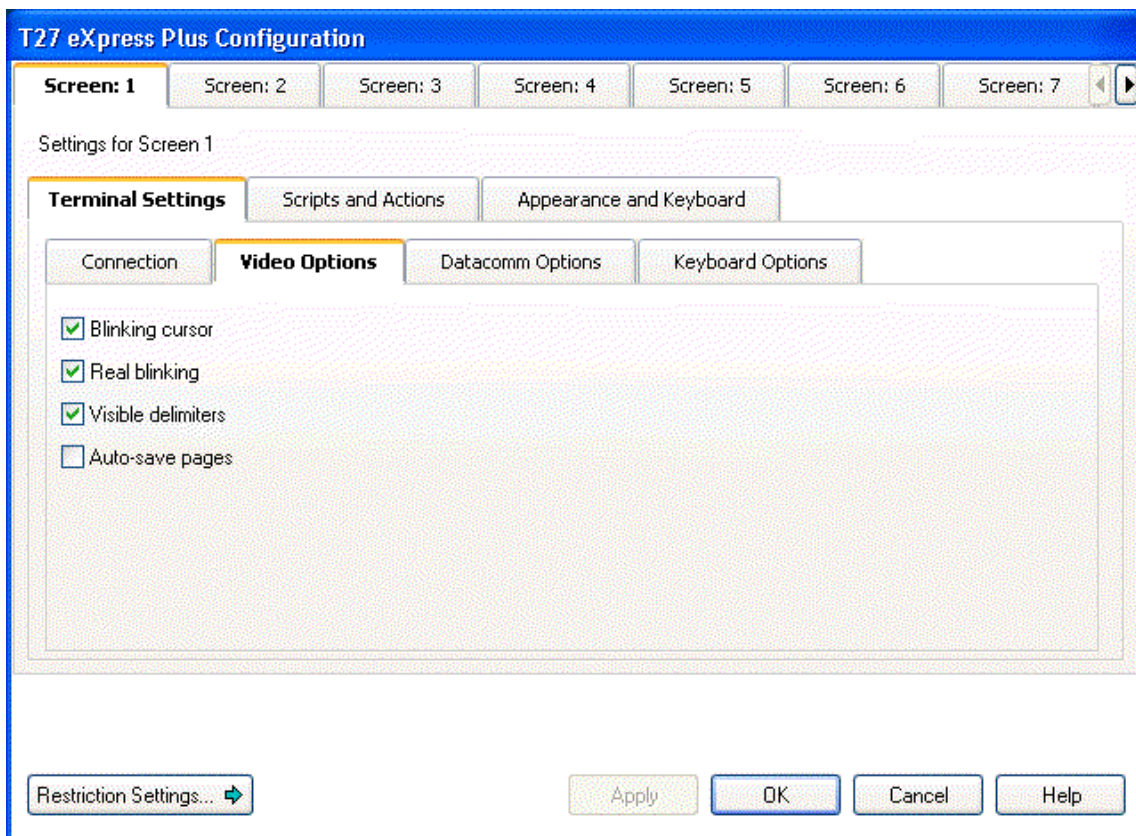 T27 eXpress Plus Configuration
Screen: 1 Screen: 2 Screen: 3 Screen: 4 Screen: 5 Screen: 6 Screen: 7
Settings for Screen 1
Terminal Settings Scripts and Actions Appearance and Keyboard
Connection Video Options Datacomm Options Keyboard Options
Blinking cursor
Real blinking
Visible delimiters
Auto-save pages
Restriction Settings... Apply OK Cancel Help